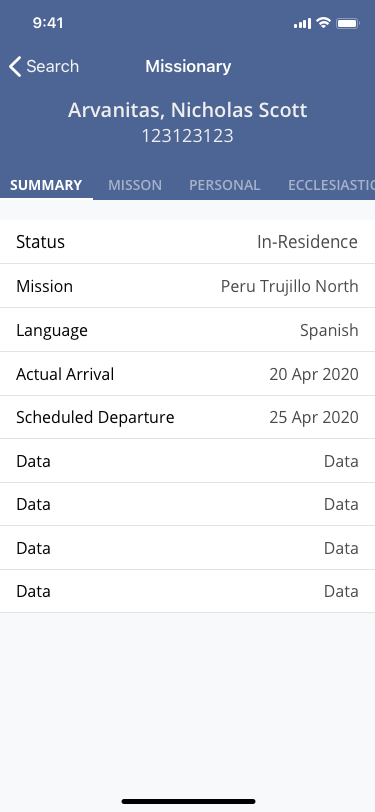 9:41
Search Missionary
Arvanitas, Nicholas Scott
123123123
SUMMARY MISSON PERSONAL ECCLESIASTIC
Status In-Residence
Mission Peru Trujillo North
Language Spanish
Actual Arrival 20 Apr 2020
Scheduled Departure 25 Apr 2020
Data Data
Data Data
Data Data
Data Data